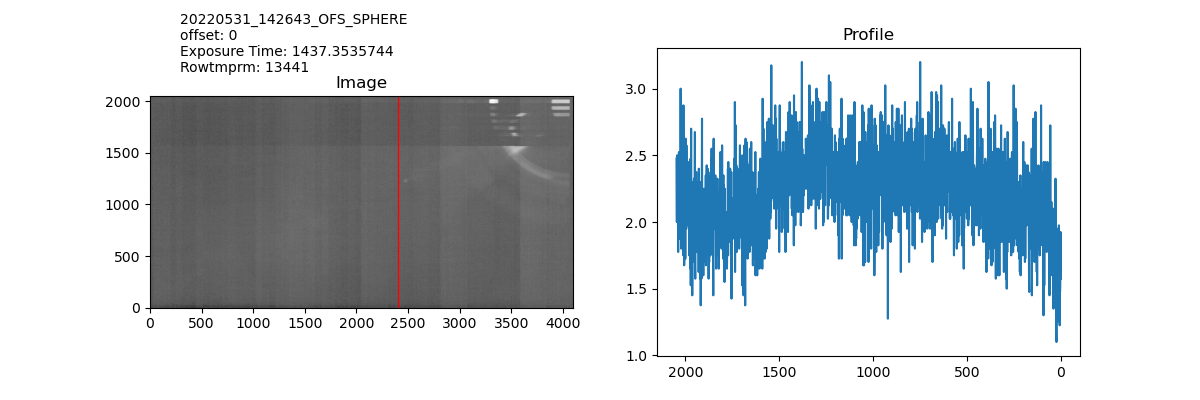 20220531_142643_OFS_SPHERE
offset: 0
Exposure Time: 1437.3535744
Rowtmprm: 13441
Image
2000
1500
1000
500
0
0 500 1000 1500 2000 2500 3000 3500 4000
Profile
3.0
2.5
2.0
1.5
1.0
2000 1500 1000 500 0